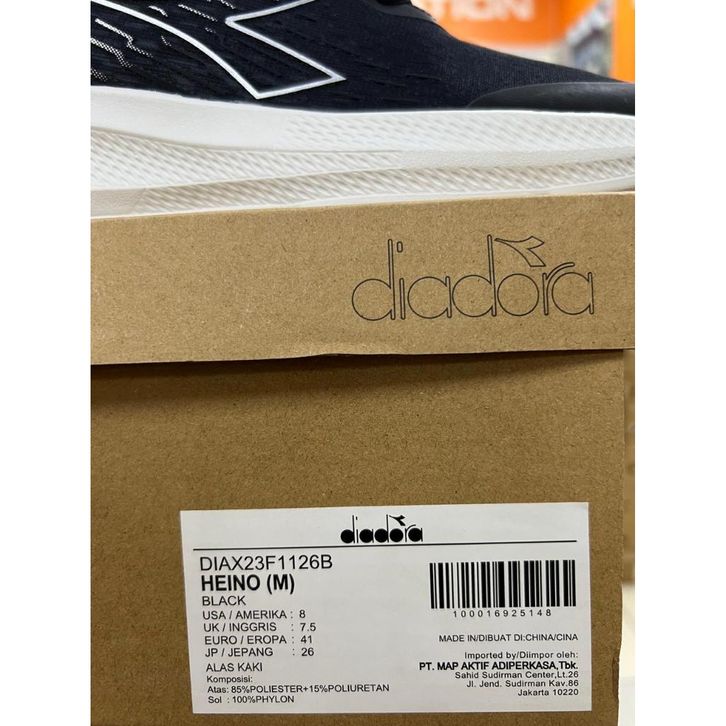 TION
diadora
diadora
DIAX23F1126B
HEINO (M)
BLACK
USA / AMERIKA : 8
UK / INGGRIS : 7.5
EURO / EROPA : 41
JP / JEPANG : 26
ALAS KAKI
Komposisi:
Atas: 85%POLIESTER+15%POLIURETAN
Sol : 100%PHYLON
100016925148
MADE IN/DIBUAT DI:CHINA/CINA
Imported by/Diimpor oleh:
PT. MAP AKTIF ADIPERKASA,Tbk.
Sahid Sudirman Center,Lt.26
Jl. Jend. Sudirman Kav.86
Jakarta 10220